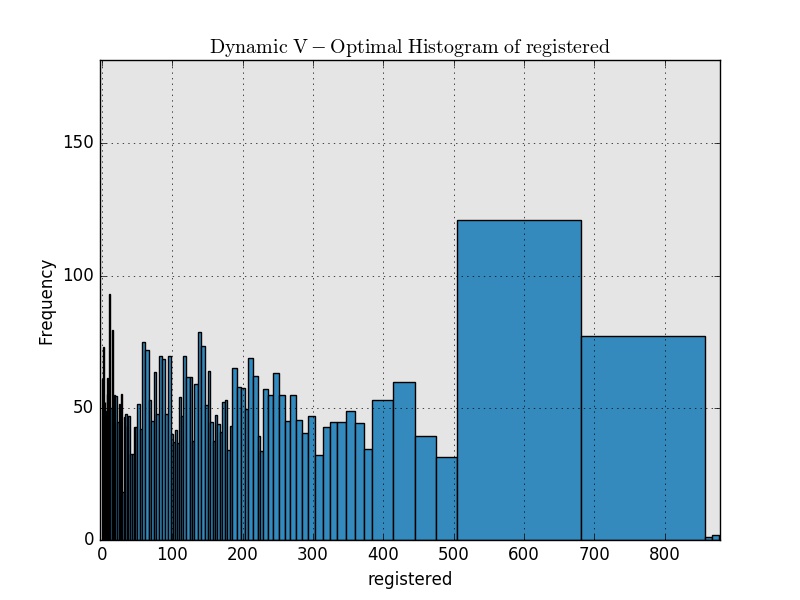 Dynamic V − Optimal Histogram of registered
150
100
50
0
Frequency
0 100 200 300 400 500 600 700 800
registered